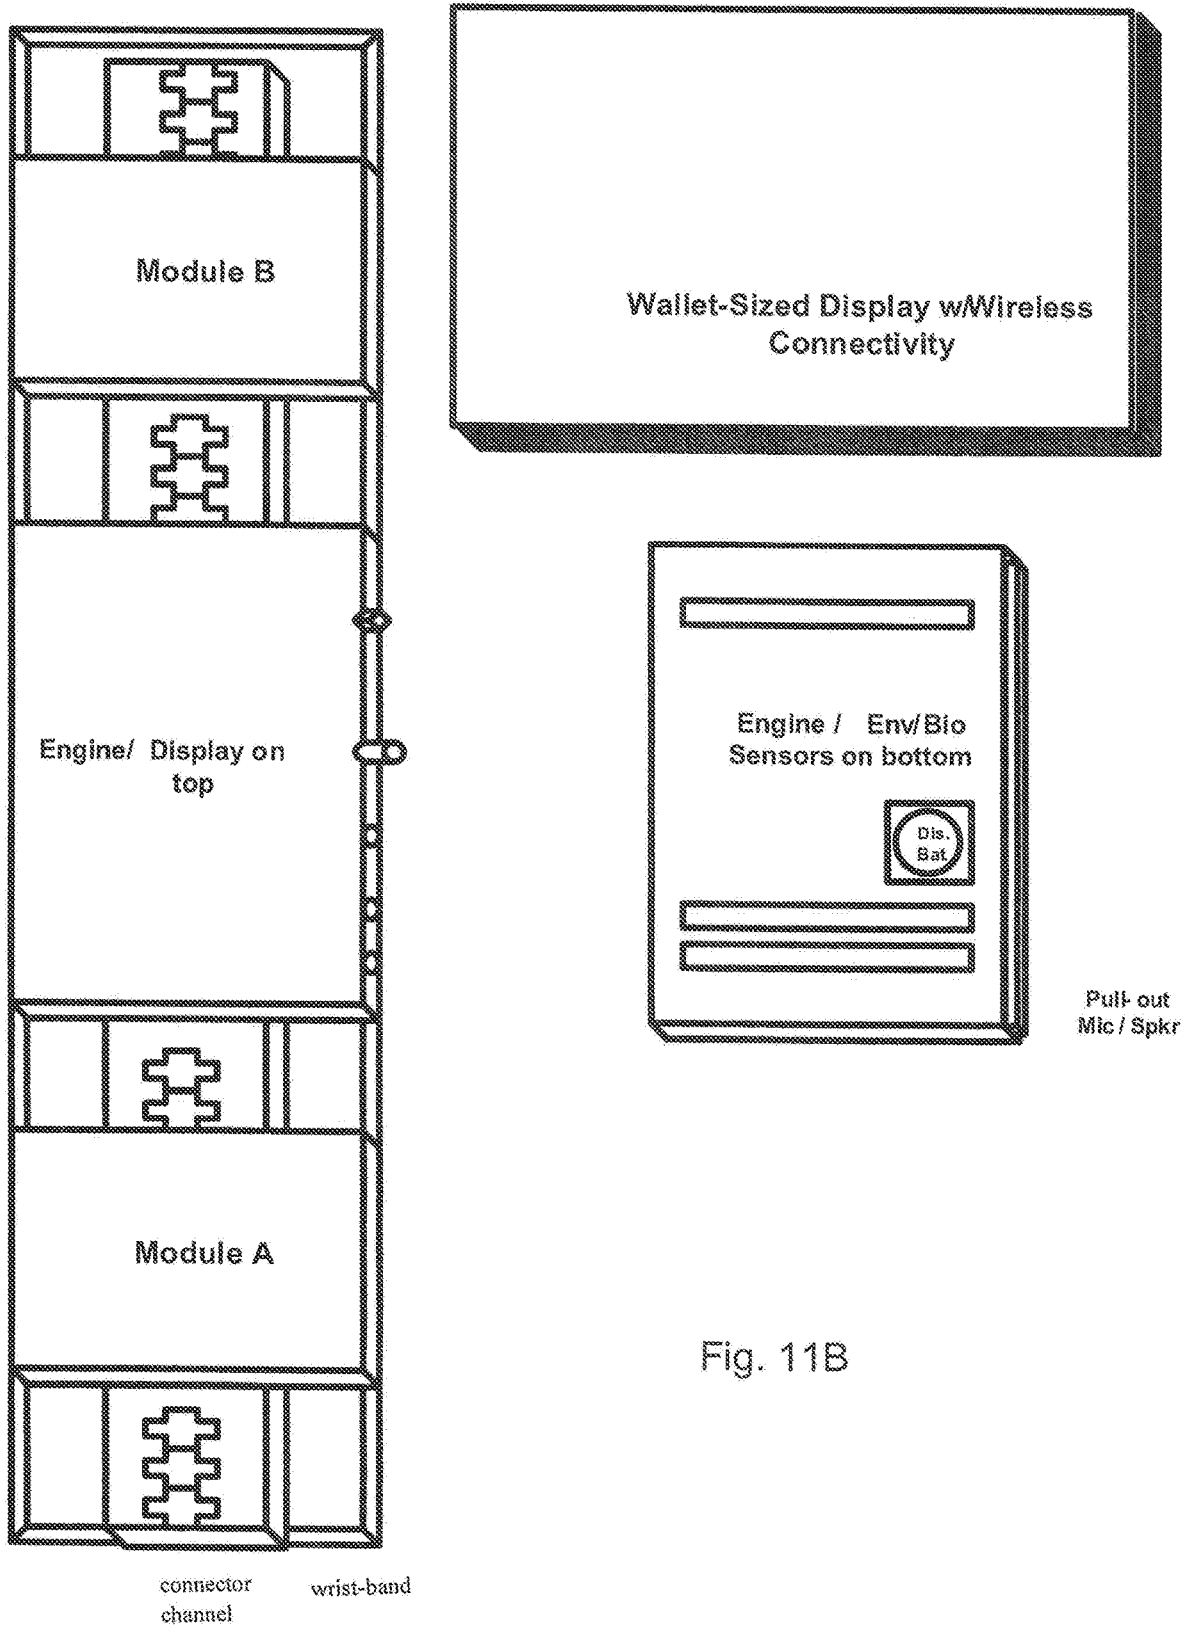 Module B
Wallet-Sized Display w/Wireless
Connectivity
Engine/ Display on
top
Engine / Env/Bio
Sensors on bottom
Dis.
Bat.
Pull-out
Mic / Spkr
Module A
Fig. 11B
connector
channel
wrist-band